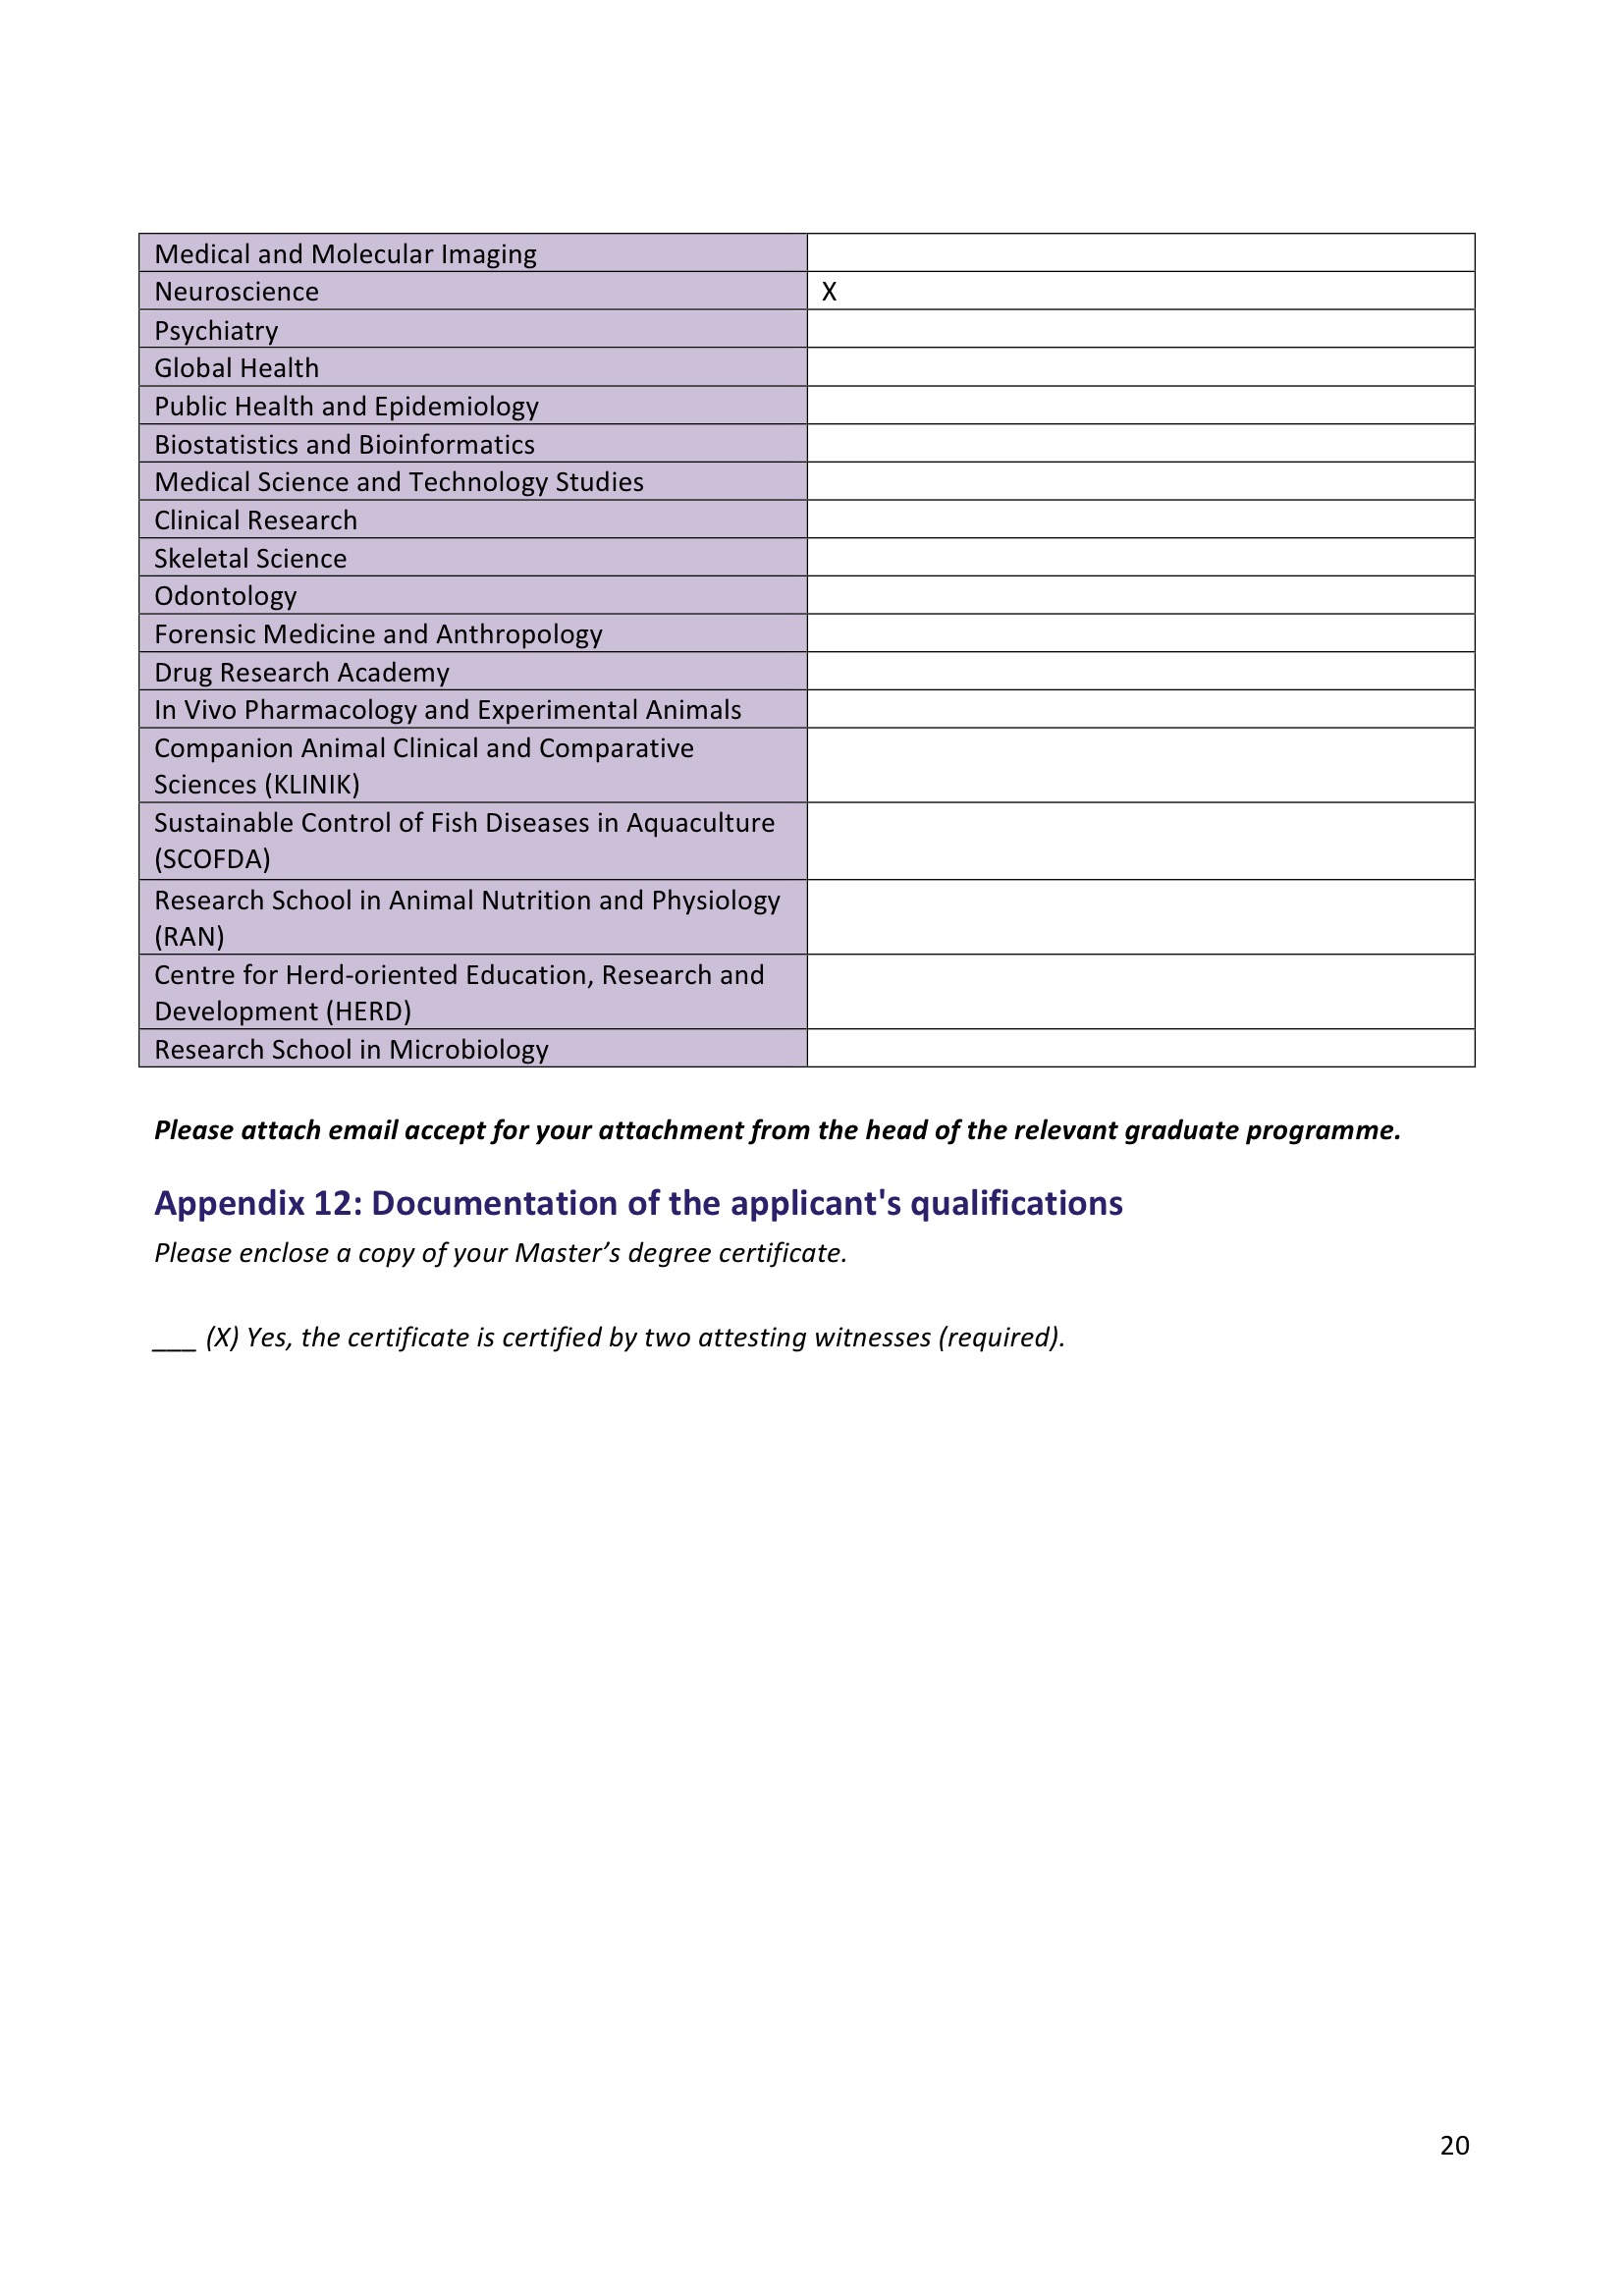 Medical and Molecular Imaging
Neuroscience X
Psychiatry
Global Health
Public Health and Epidemiology
Biostatistics and Bioinformatics
Medical Science and Technology Studies
Clinical Research
Skeletal Science
Odontology
Forensic Medicine and Anthropology
Drug Research Academy
In Vivo Pharmacology and Experimental Animals
Companion Animal Clinical and Comparative
Sciences (KLINIK)
Sustainable Control of Fish Diseases in Aquaculture
(SCOFDA)
Research School in Animal Nutrition and Physiology
(RAN)
Centre for Herd-oriented Education, Research and
Development (HERD)
Research School in Microbiology
Please attach email accept for your attachment from the head of the relevant graduate programme.
Appendix 12: Documentation of the applicant's qualifications
Please enclose a copy of your Master’s degree certificate.
___ (X) Yes, the certificate is certified by two attesting witnesses (required).
20